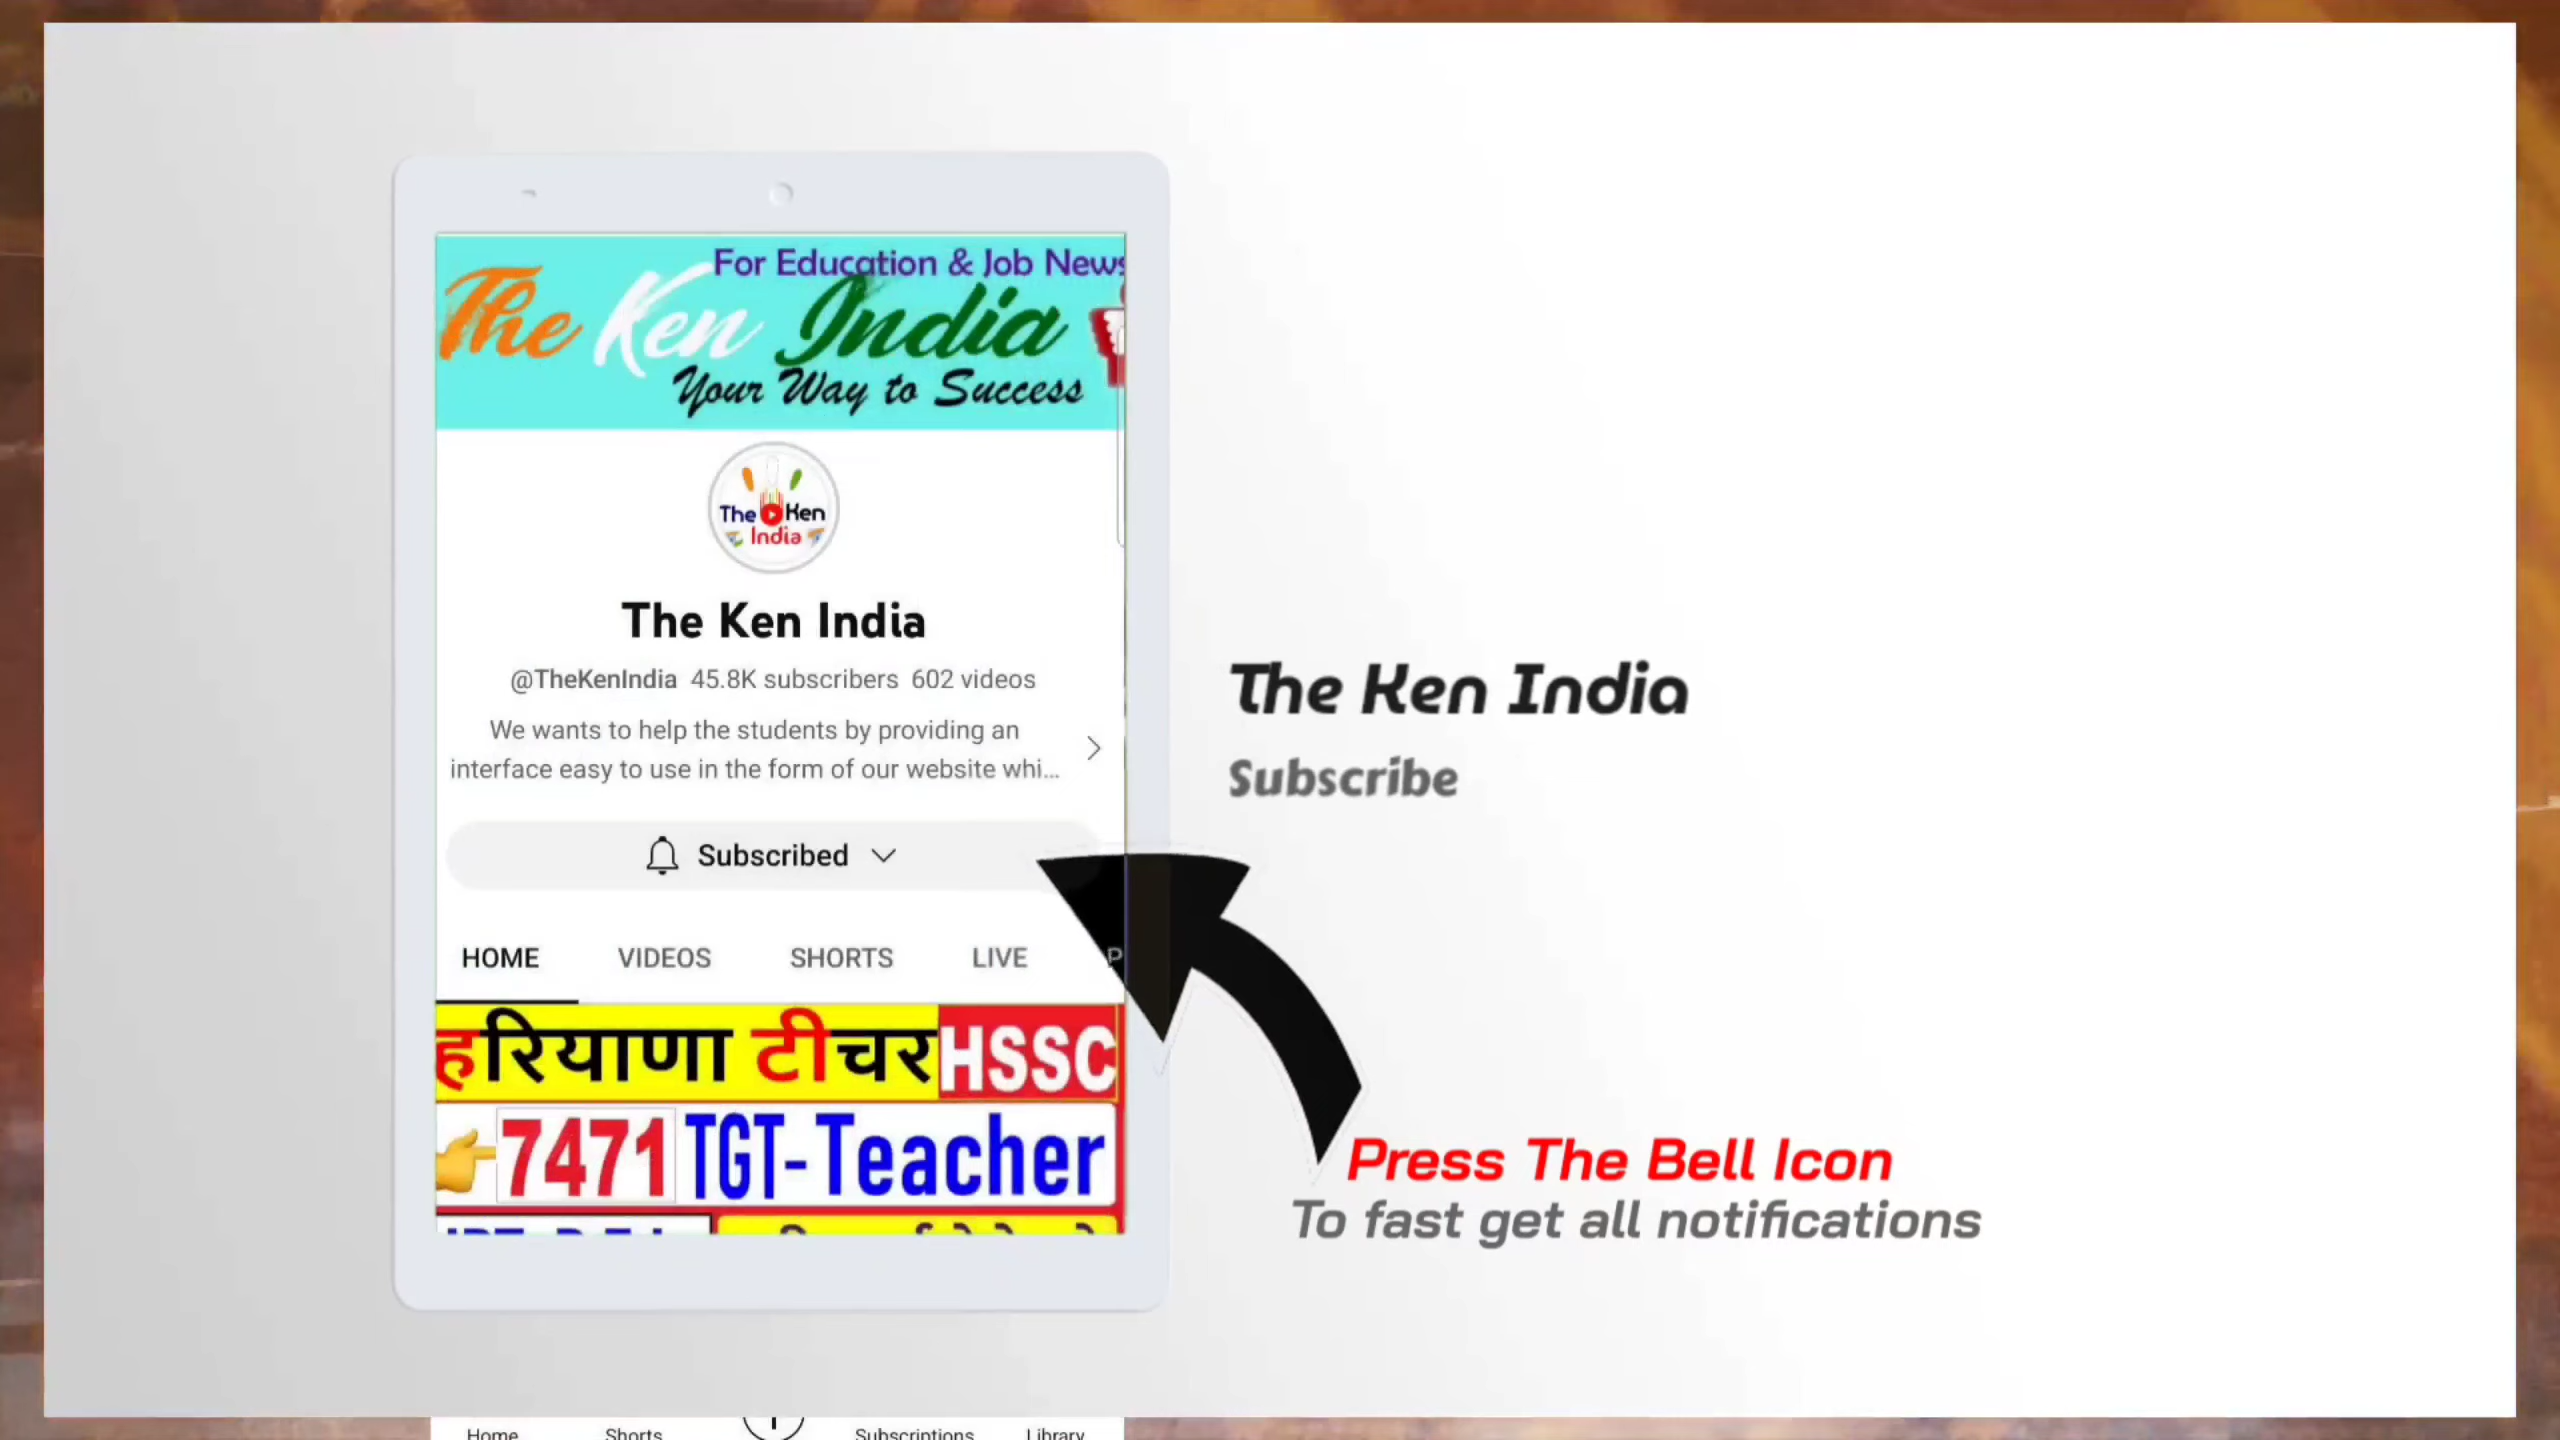 For Education & Job News
The Ken India
Your Way to Success
The Ken
India
The Ken India
@TheKenIndia 45.8K subscribers 602 videos
We wants to help the students by providing an
interface easy to use in the form of our website whi...
Subscribed
HOME VIDEOS SHORTS LIVE P
हरियाणा टीचर HSSC
7471 TGT-Teacher
The Ken India
Subscribe
Press The Bell Icon
To fast get all notifications
Home Shorts Subscriptions Library